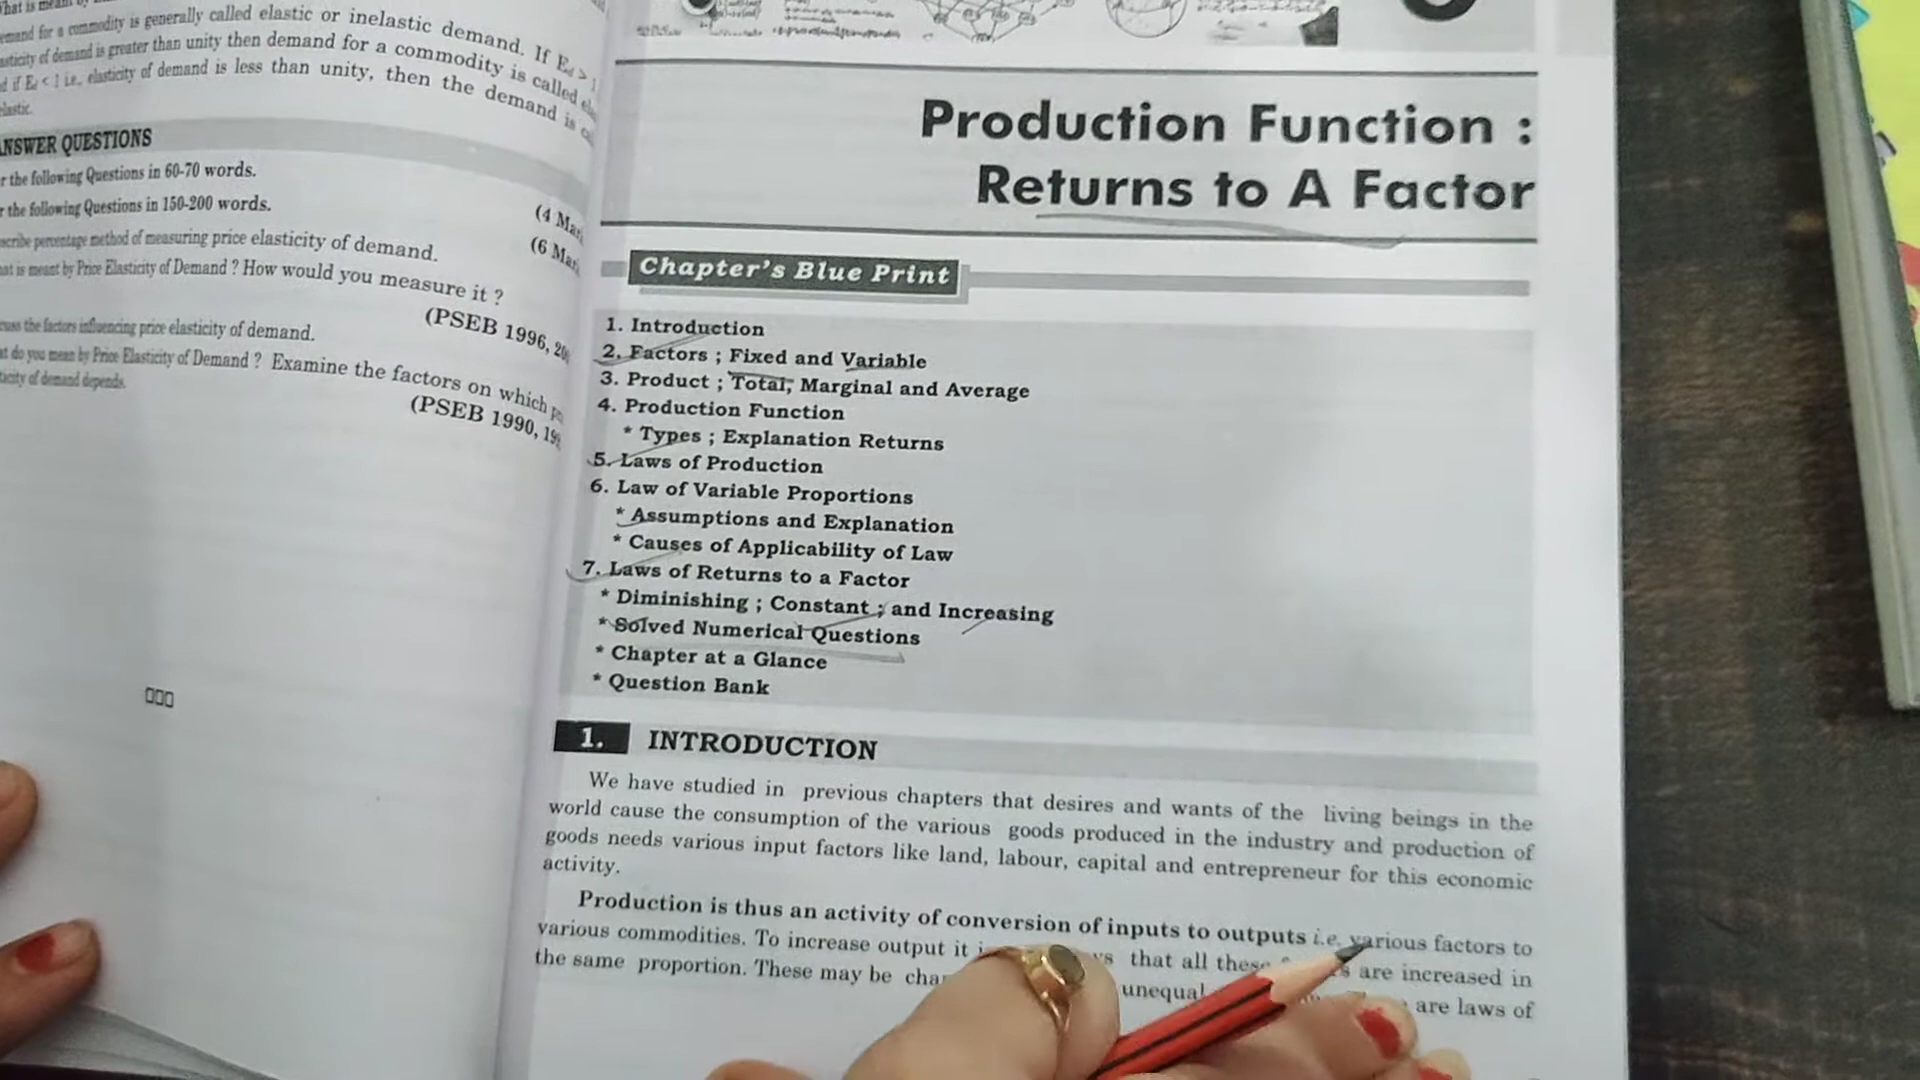 demand for a commodity is generally called elastic or inelastic demand. If Ed > 1
elasticity of demand is greater than unity then demand for a commodity is called
if Ed < 1 i.e., elasticity of demand is less than unity, then the demand is
ANSWER QUESTIONS
the following Questions in 60-70 words.
(4
the following Questions in 150-200 words.
(6
percentage method of measuring price elasticity of demand.
is meant by Price Elasticity of Demand ? How would you measure it ?
(PSEB 1996,
the factors influencing price elasticity of demand.
do you mean by Price Elasticity of Demand ? Examine the factors on which
of demand depends.
(PSEB 1990,
Production Function :
Returns to A Factor
Chapter's Blue Print
1. Introduction
2. Factors ; Fixed and Variable
3. Product ; Total, Marginal and Average
4. Production Function
* Types ; Explanation Returns
5. Laws of Production
6. Law of Variable Proportions
* Assumptions and Explanation
* Causes of Applicability of Law
7. Laws of Returns to a Factor
* Diminishing ; Constant ; and Increasing
* Solved Numerical Questions
* Chapter at a Glance
* Question Bank
1. INTRODUCTION
We have studied in previous chapters that desires and wants of the living beings in the
world cause the consumption of the various goods produced in the industry and production of
goods needs various input factors like land, labour, capital and entrepreneur for this economic
activity.
Production is thus an activity of conversion of inputs to outputs i.e. various factors to
various commodities. To increase output it that all these are increased in
the same proportion. These may be unequal are laws of